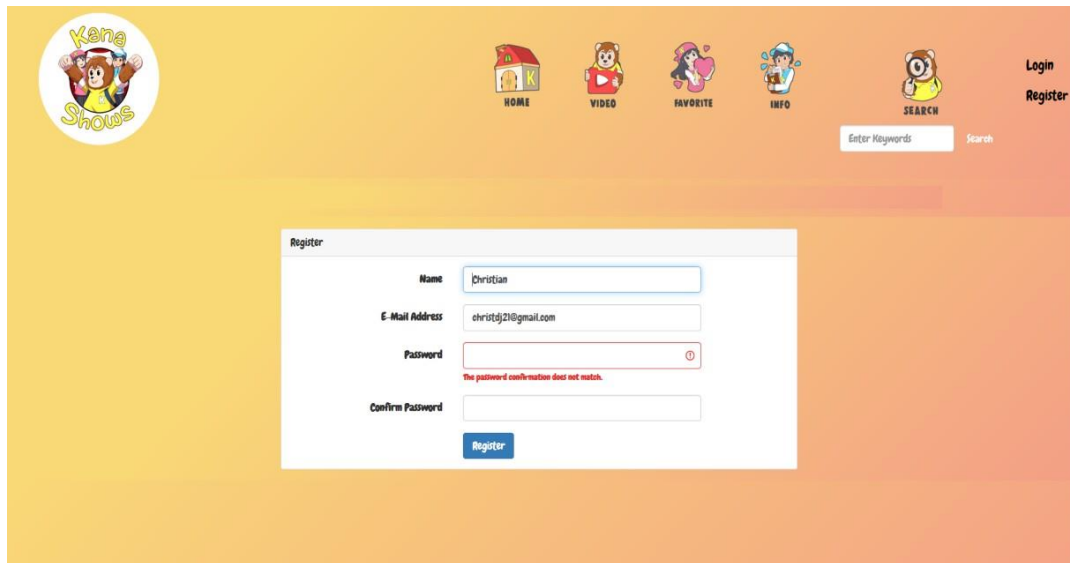 Kana
Shows
HOME
VIDEO
FAVORITE
INFO
SEARCH
Login
Register
Enter Keywords
Search
Register
Name
Christian
E-Mail Address
christdj21@gmail.com
Password
The password confirmation does not match.
Confirm Password
Register